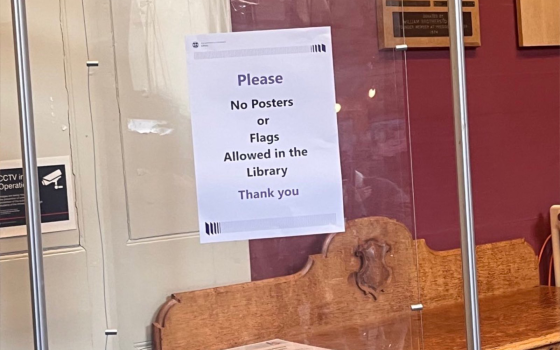 Please
No Posters
or
Flags
Allowed in the
Library
Thank you
CCTV in
Operation